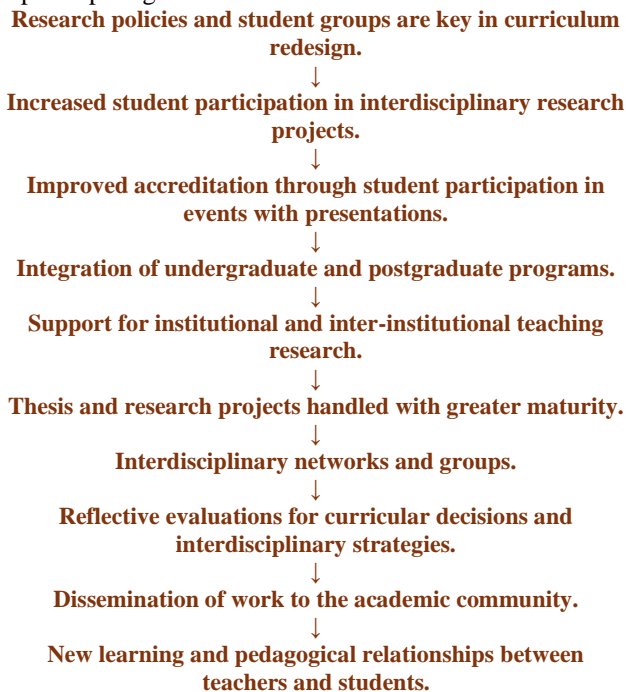 Research policies and student groups are key in curriculum
redesign.
↓
Increased student participation in interdisciplinary research
projects.
↓
Improved accreditation through student participation in
events with presentations.
↓
Integration of undergraduate and postgraduate programs.
↓
Support for institutional and inter-institutional teaching
research.
↓
Thesis and research projects handled with greater maturity.
↓
Interdisciplinary networks and groups.
↓
Reflective evaluations for curricular decisions and
interdisciplinary strategies.
↓
Dissemination of work to the academic community.
↓
New learning and pedagogical relationships between
teachers and students.